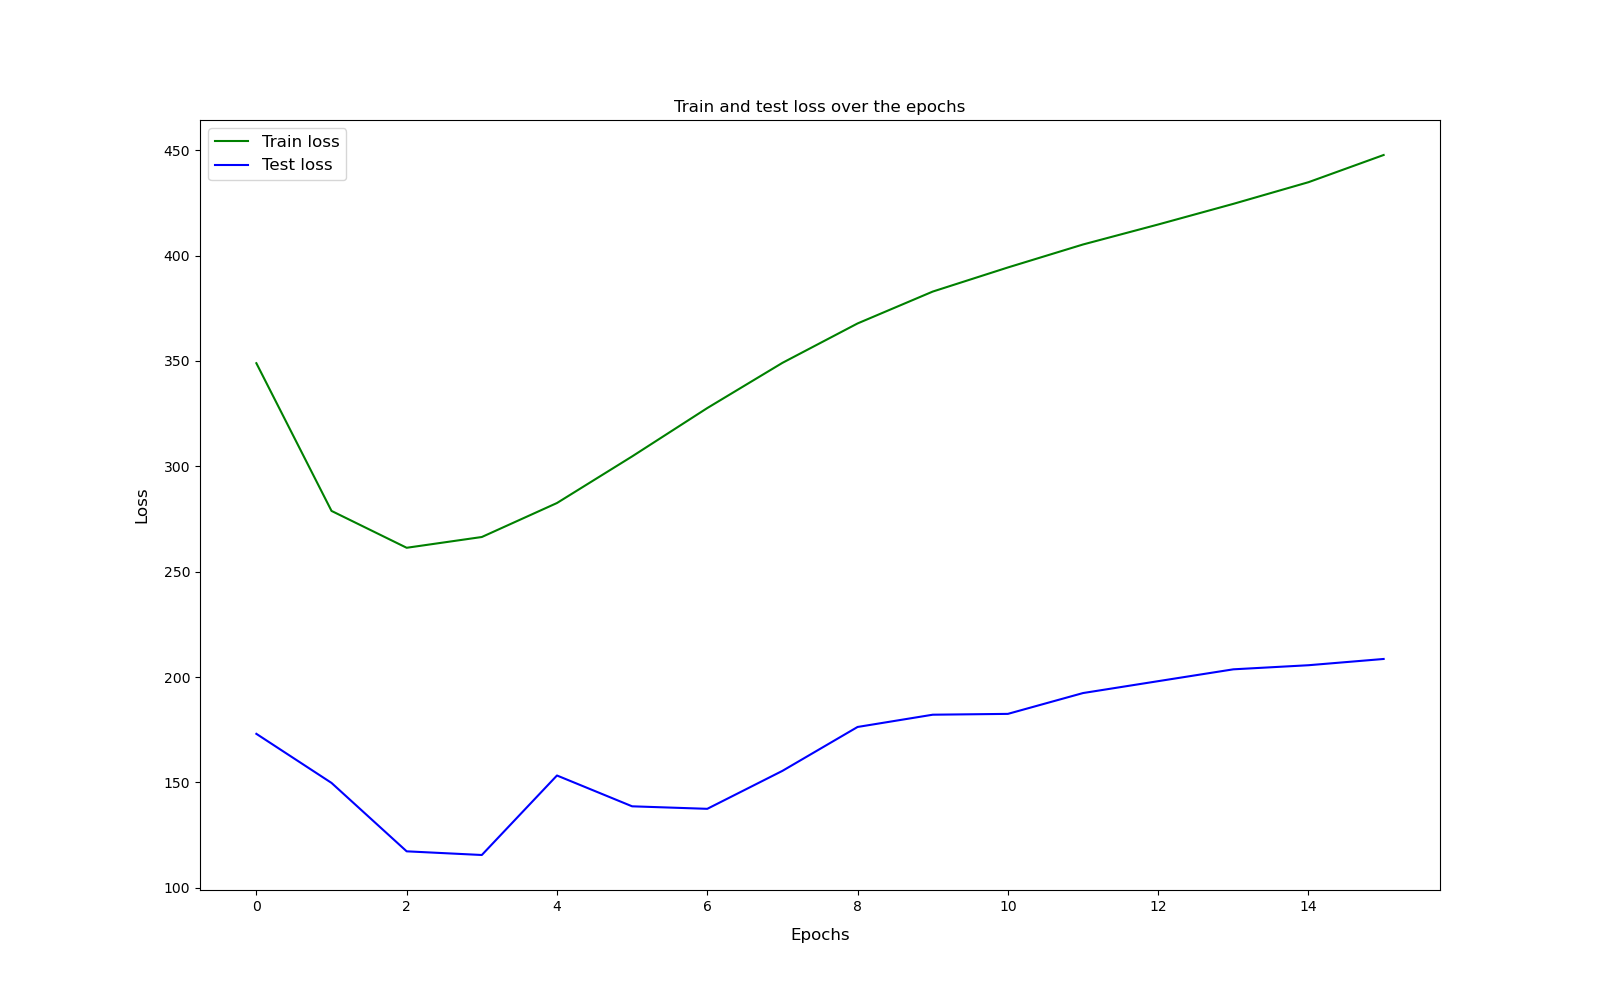 Train and test loss over the epochs
Train loss
Test loss
450
400
350
300
250
200
150
100
Loss
0 2 4 6 8 10 12 14
Epochs